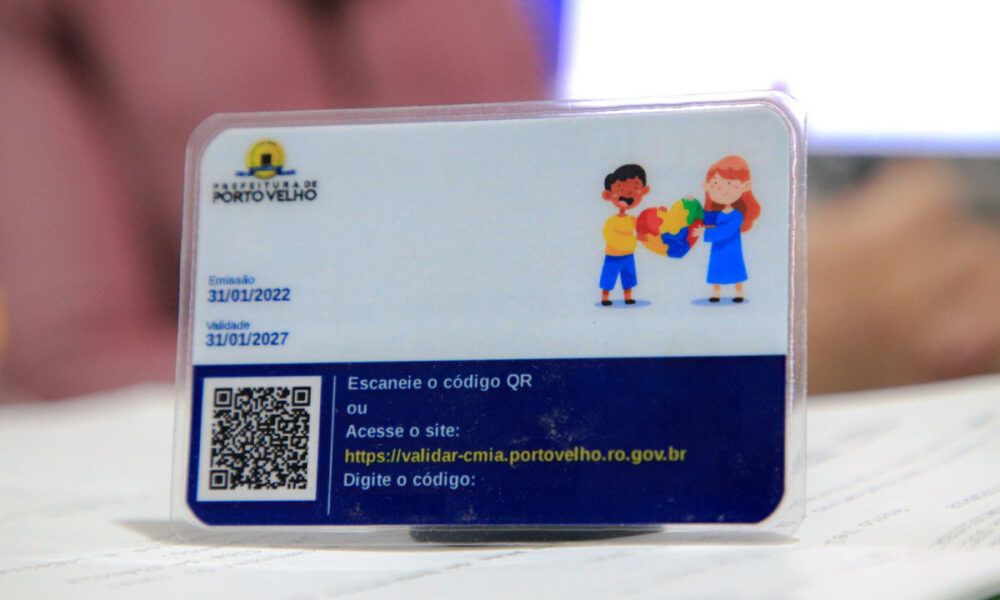 PREFEITURA DE
PORTO VELHO
Emissão
31/01/2022
Validade
31/01/2027
Escaneie o código QR
ou
Acesse o site:
https://validar-cmia.portovelho.ro.gov.br
Digite o código: